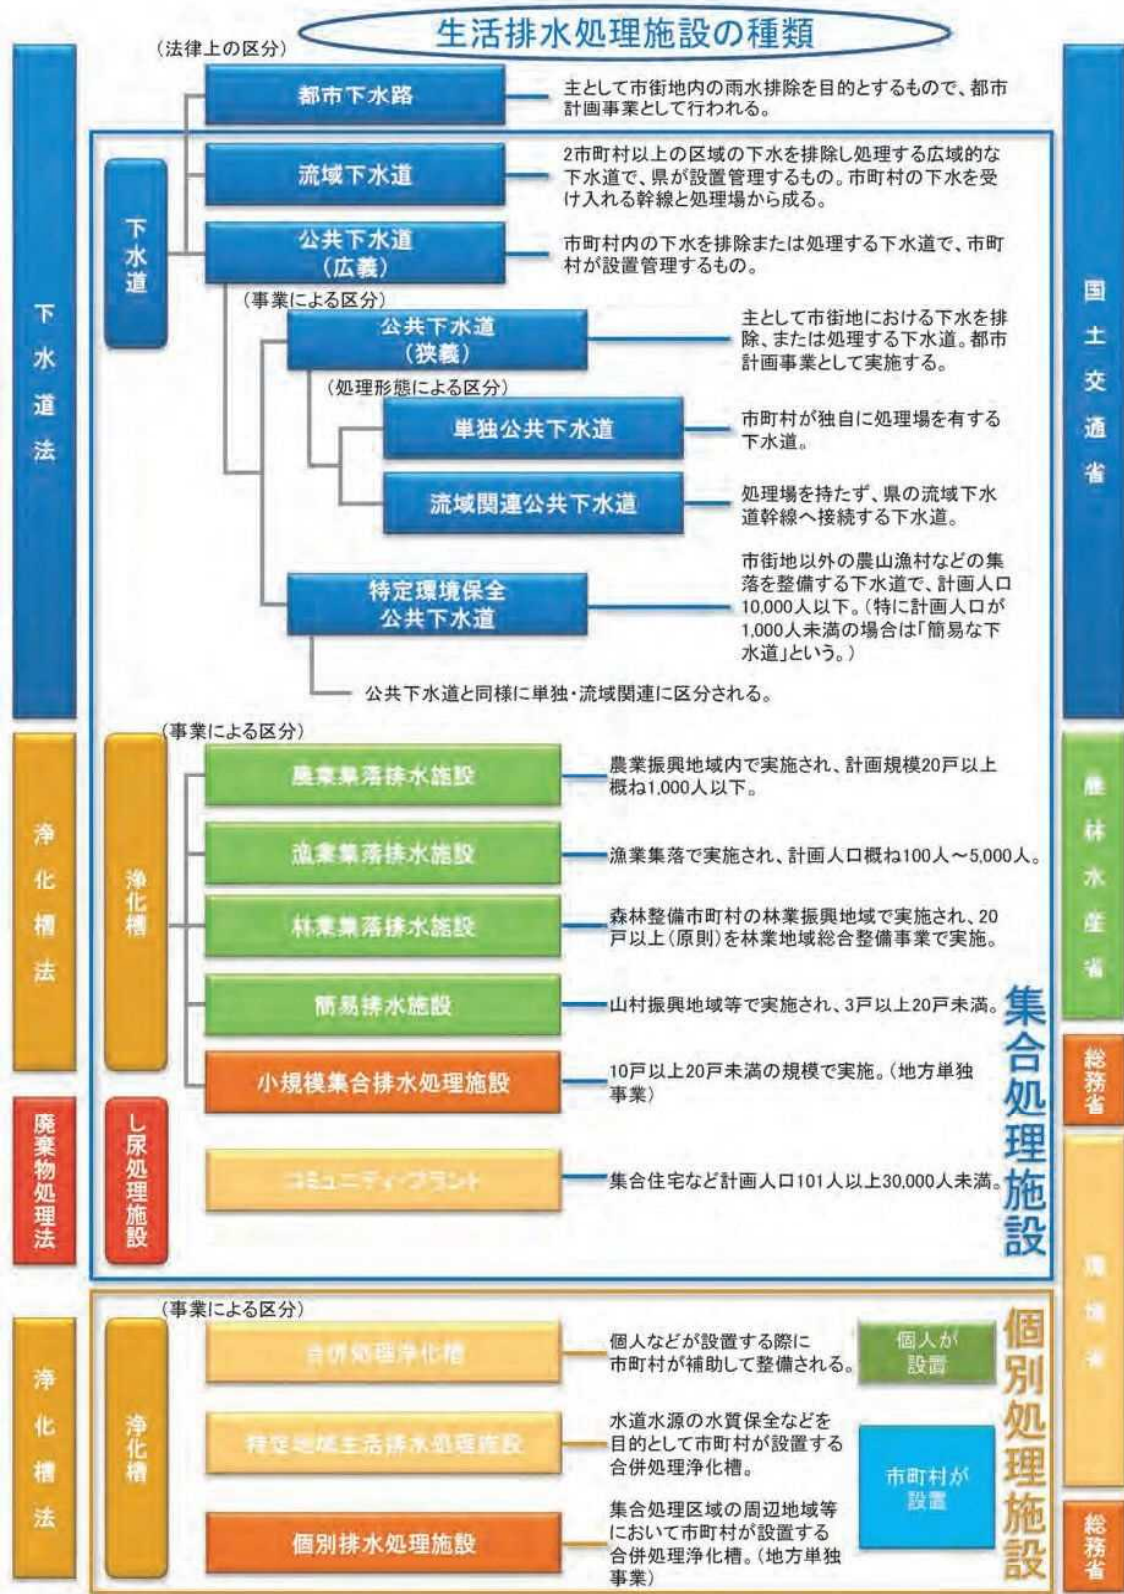 生活排水処理施設の種類
(法律上の区分)
下水道法
下水道
都市下水路
主として市街地内の雨水排除を目的とするもので、都市
計画事業として行われる。
流域下水道
2市町村以上の区域の下水を排除し処理する広域的な
下水道で、県が設置管理するもの。市町村の下水を受
け入れる幹線と処理場から成る。
公共下水道
(広義)
市町村内の下水を排除または処理する下水道で、市町
村が設置管理するもの。
(事業による区分)
公共下水道
(狭義)
主として市街地における下水を排
除、または処理する下水道。都市
計画事業として実施する。
(処理形態による区分)
単独公共下水道
市町村が独自に処理場を有する
下水道。
流域関連公共下水道
処理場を持たず、県の流域下水
道幹線へ接続する下水道。
特定環境保全
公共下水道
市街地以外の農山漁村などの集
落を整備する下水道で、計画人口
10,000人以下。(特に計画人口が
1,000人未満の場合は「簡易な下
水道」という。)
公共下水道と同様に単独・流域関連に区分される。
国土交通省
浄化槽法
浄化槽
(事業による区分)
農業集落排水施設
農業振興地域内で実施され、計画規模20戸以上
概ね1,000人以下。
漁業集落排水施設
漁業集落で実施され、計画人口概ね100人～5,000人。
林業集落排水施設
森林整備市町村の林業振興地域で実施され、20
戸以上(原則)を林業地域総合整備事業で実施。
簡易排水施設
山村振興地域等で実施され、3戸以上20戸未満。
農林水産省
小規模集合排水処理施設
10戸以上20戸未満の規模で実施。(地方単独
事業)
総務省
廃棄物処理法
し尿処理施設
コミュニティ・プラント
集合住宅など計画人口101人以上30,000人未満。
集合処理施設
環境省
浄化槽法
浄化槽
(事業による区分)
合併処理浄化槽
個人などが設置する際に
市町村が補助して整備される。
個人が
設置
特定地域生活排水処理施設
水道水源の水質保全などを
目的として市町村が設置する
合併処理浄化槽。
市町村が
設置
個別排水処理施設
集合処理区域の周辺地域等
において市町村が設置する
合併処理浄化槽。(地方単独
事業)
個別処理施設
総務省